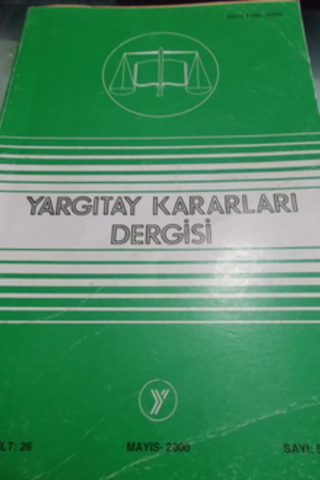 YARGITAY KARARLARI
DERGİSİ
Y
LT: 26 MAYIS- 2000 SAYI: 5